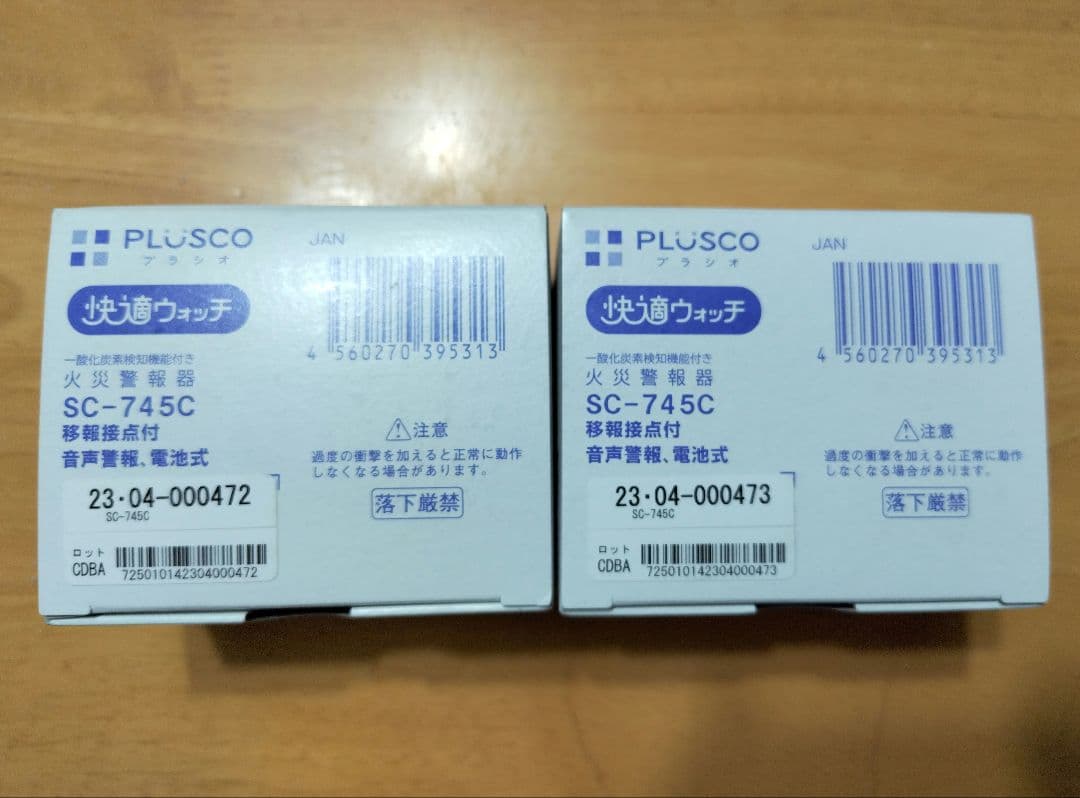 PLUSCO
プラシオ
快適ウォッチ
一酸化炭素検知機能付き
火災警報器
SC-745C
移報接点付
音声警報、電池式
23・04-000472
SC-745C
ロット
CDBA
725010142304000472
JAN
4 560270 395313
⚠注意
過度の衝撃を加えると正常に動作
しなくなる場合があります。
落下厳禁
PLUSCO
プラシオ
快適ウォッチ
一酸化炭素検知機能付き
火災警報器
SC-745C
移報接点付
音声警報、電池式
23・04-000473
SC-745C
ロット
CDBA
725010142304000473
JAN
4 560270 395313
⚠注意
過度の衝撃を加えると正常に動作
しなくなる場合があります。
落下厳禁